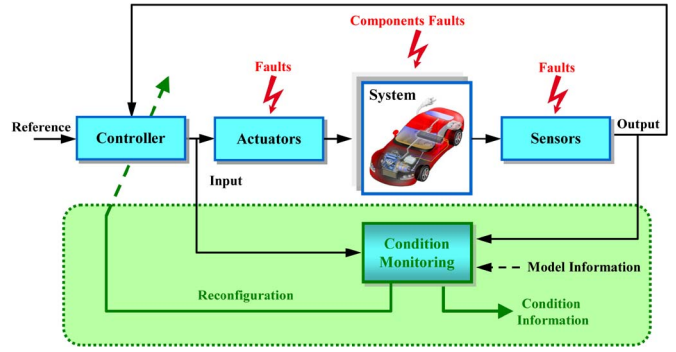 Components Faults
Faults
Faults
System
Reference
Controller
Actuators
Sensors
Output
Input
Condition
Monitoring
Model Information
Reconfiguration
Condition
Information